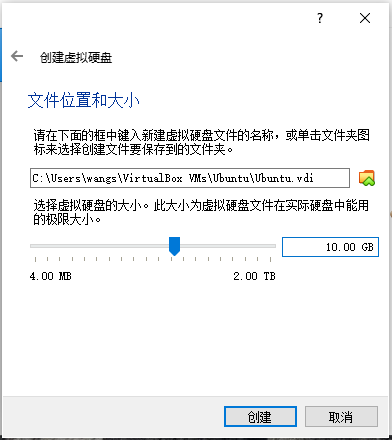 ?
创建虚拟硬盘
文件位置和大小
请在下面的框中键入新建虚拟硬盘文件的名称，或单击文件夹图
标来选择创建文件要保存到的文件夹。
C:\Users\wangs\VirtualBox VMs\Ubuntu\Ubuntu.vdi
选择虚拟硬盘的大小。此大小为虚拟硬盘文件在实际硬盘中能用
的极限大小。
10.00 GB
4.00 MB 2.00 TB
创建 取消